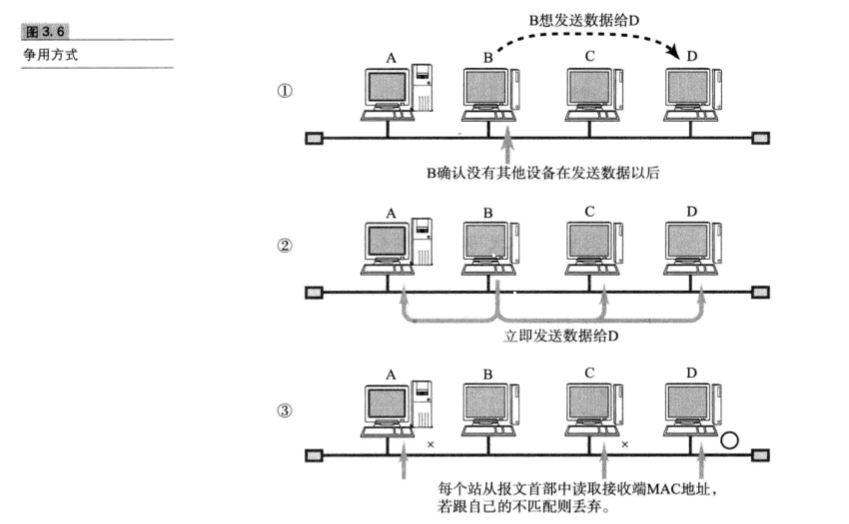 图3.6
争用方式
B想发送数据给D
A B C D
①
B确认没有其他设备在发送数据以后
A B C D
②
立即发送数据给D
A B C D
③
× × ○
每个站从报文首部中读取接收端MAC地址，
若跟自己的不匹配则丢弃。